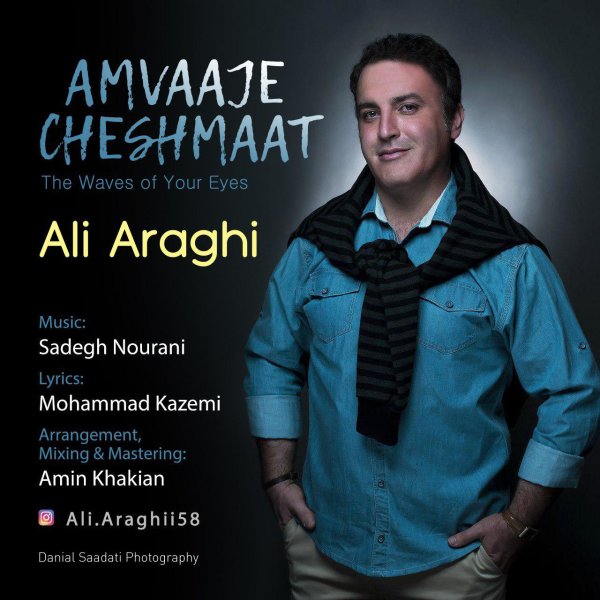 AMVAAJE
CHESHMAAT
The Waves of Your Eyes
Ali Araghi
Music:
Sadegh Nourani
Lyrics:
Mohammad Kazemi
Arrangement,
Mixing & Mastering:
Amin Khakian
Ali.Araghii58
Danial Saadati Photography